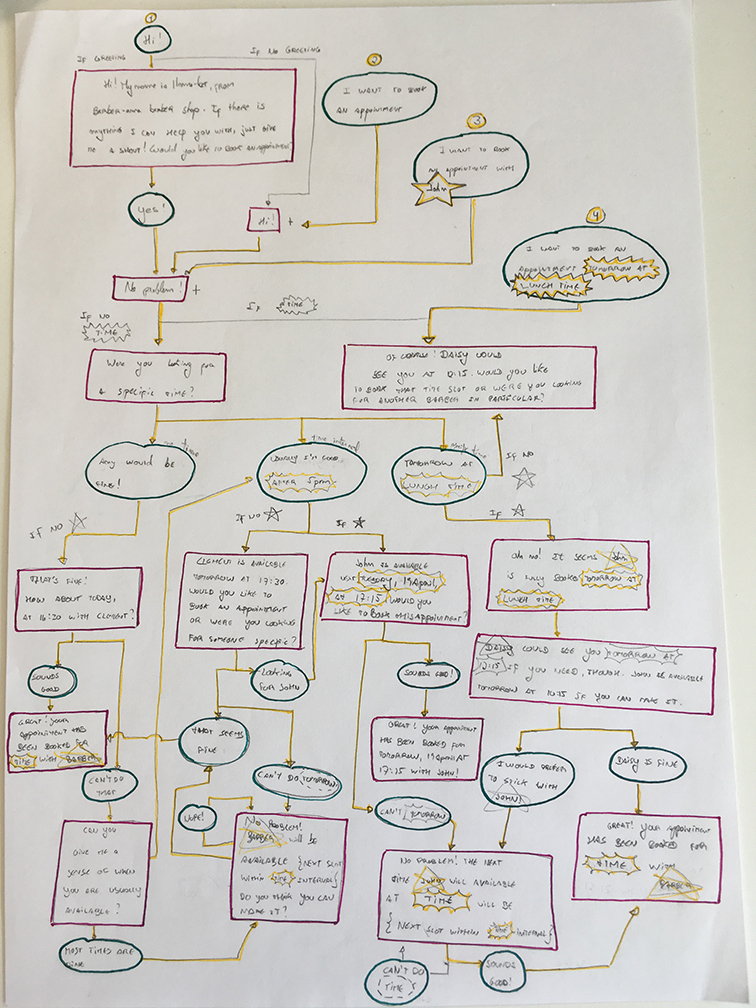 1
Hi!
IF GREETING
IF NO GREETING
2
Hi! My name is from
barber shop. If there is
anything I can help you with, just give
me a shout! Would you like to book an appointment
I WANT TO BOOK
AN APPOINTMENT
3
I WANT TO BOOK
AN APPOINTMENT WITH
John
yes!
Hi! +
4
I WANT TO BOOK AN
APPOINTMENT TOMORROW AT
LUNCH TIME
No problem! +
IF NO
TIME
IF TIME
Were you looking for
a specific time?
OF COURSE! DAISY COULD
SEE YOU AT 12:15. WOULD YOU LIKE
TO BOOK THAT TIME SLOT OR WERE YOU LOOKING
FOR ANOTHER BARBER IN PARTICULAR?
time interval
Any would be
fine!
I'm good
AFTER 5pm
TOMORROW AT
LUNCH TIME
IF NO
IF NO
IF NO
IF
IF
THAT'S FINE!
HOW ABOUT TODAY,
AT 16:30 WITH CLEMENT?
CLEMENT IS AVAILABLE
TOMORROW AT 17:30.
WOULD YOU LIKE TO
BOOK AN APPOINTMENT
OR WERE YOU LOOKING
FOR SOMEONE SPECIFIC?
John is available
next Tuesday, 19 April
AT 17:15 WOULD YOU
LIKE TO BOOK THIS APPOINTMENT?
Oh no! It seems John
is fully booked TOMORROW AT
LUNCH TIME
DAISY COULD SEE YOU TOMORROW AT
12:15 IF YOU NEED, THOUGH. JOHN IS AVAILABLE
TOMORROW AT 10:15 IF YOU CAN MAKE IT.
SOUNDS
GOOD
LOOKING
FOR JOHN
SOUNDS GOOD!
GREAT! your
appointment has
BEEN BOOKED FOR
TIME WITH BARBER
THAT SEEMS
FINE
GREAT! your appointment
HAS BEEN BOOKED FOR
TOMORROW, 19 APRIL AT
17:15 WITH JOHN!
I WOULD PREFER
TO STICK WITH
JOHN!
DAISY IS FINE
CAN'T DO
THAT
CAN'T DO TOMORROW
CAN'T TOMORROW
NOPE!
CAN YOU
GIVE ME A
SENSE OF WHEN
YOU ARE USUALLY
AVAILABLE?
NO PROBLEM!
BARBER will be
AVAILABLE {NEXT SLOT
WITHIN TIME INTERVAL}
DO YOU THINK YOU CAN
MAKE IT?
GREAT! your appointment
HAS BEEN BOOKED FOR
TIME WITH
BARBER
NO PROBLEM! THE NEXT
TIME JOHN WILL AVAILABLE
AT TIME WILL BE
{NEXT SLOT WITHIN TIME INTERVAL}
MOST TIMES ARE
FINE
CAN'T DO
TIME
SOUNDS
GOOD!